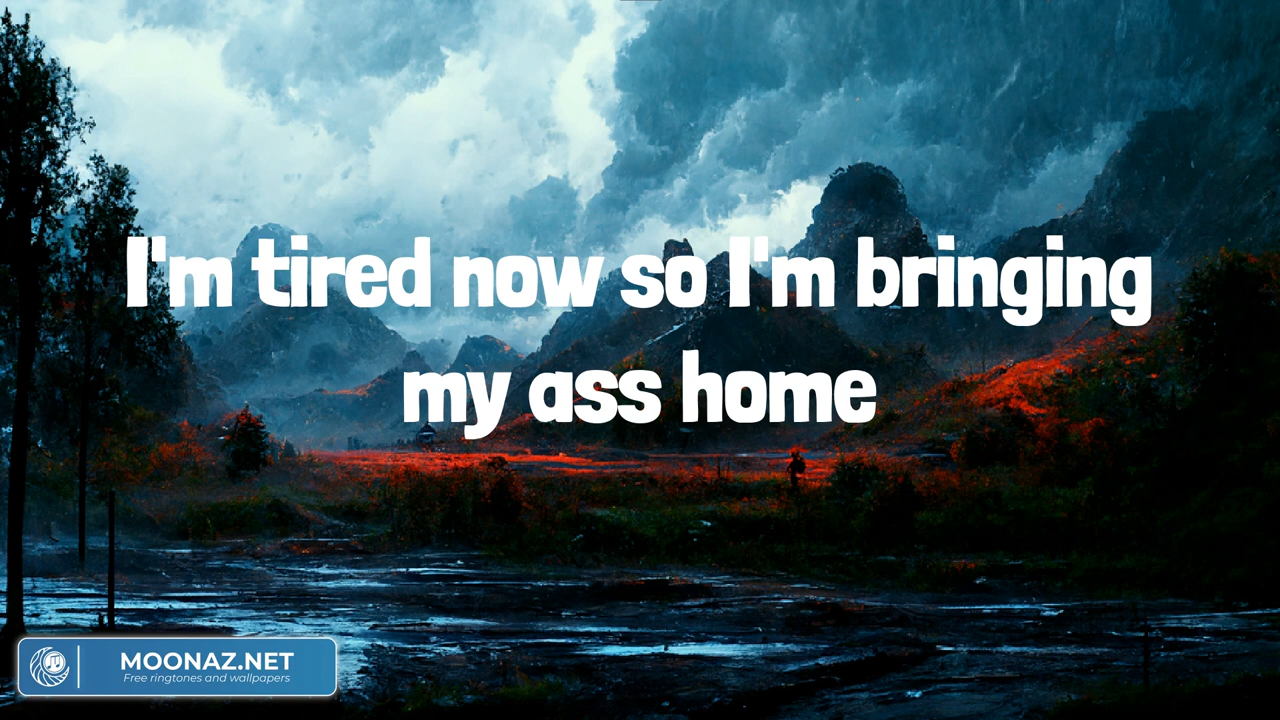 I'm tired now so I'm bringing
my ass home
MOONAZ.NET
Free ringtones and wallpapers